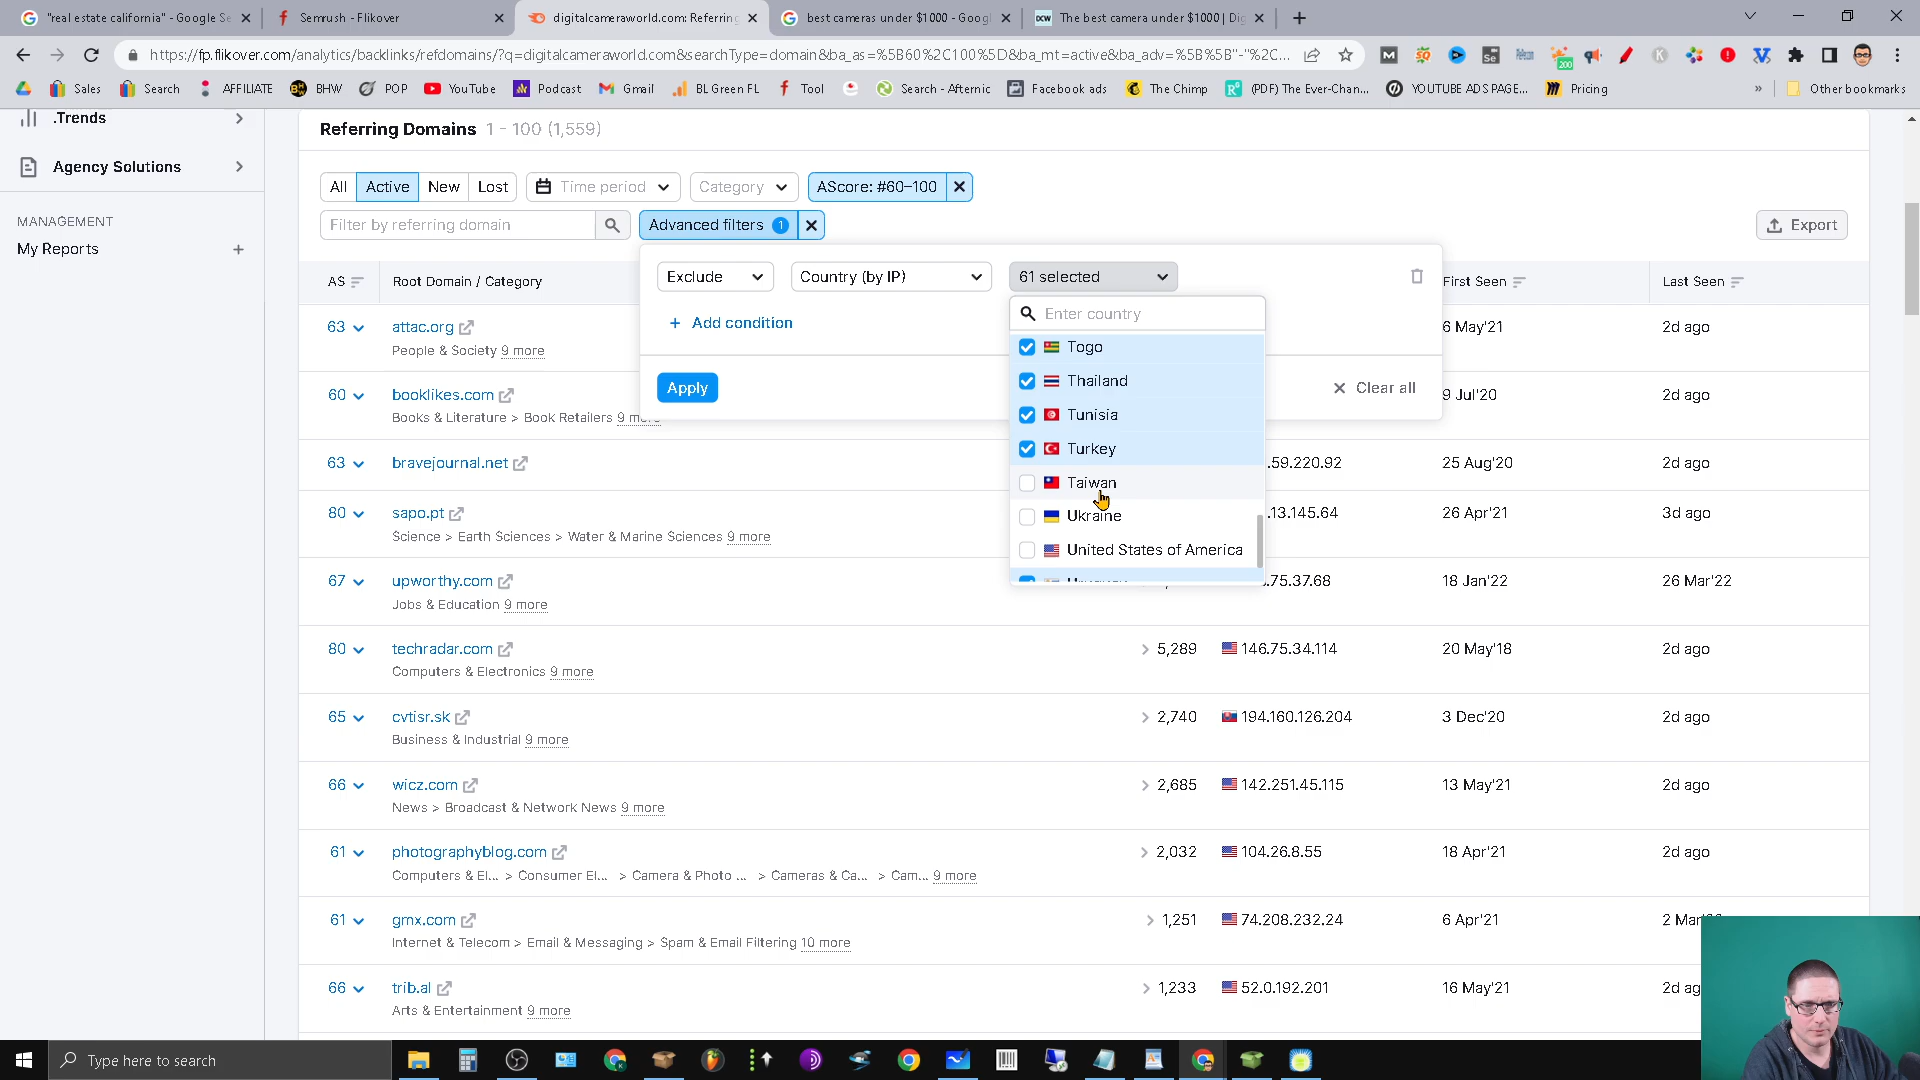 "real estate california" - Google Se
Semrush - Flikover
digitalcameraworld.com: Referrin
best cameras under $1000 - Goog
DCW
The best camera under $1000 | Di
https://fp.flikover.com/analytics/backlinks/refdomains/?q=digitalcameraworld.com&searchType=domain&ba_as=%5B60%2C100%5D&ba_mt=active&ba_adv=%5B%5B"-"%2C...
200
Sales
Search
AFFILIATE
BHW
POP
YouTube
Podcast
Gmail
BL Green FL
Tool
Search - Afternic
Facebook ads
The Chimp
(PDF) The Ever-Chan...
YOUTUBE ADS PAGE...
Pricing
»
Other bookmarks
.Trends
Agency Solutions
MANAGEMENT
My Reports +
Referring Domains 1 - 100 (1,559)
All Active New Lost Time period Category AScore: #60–100
Filter by referring domain Advanced filters 1
Export
Exclude Country (by IP) 61 selected
+ Add condition
Apply
Clear all
Enter country
Togo
Thailand
Tunisia
Turkey
Taiwan
Ukraine
United States of America
AS Root Domain / Category First Seen Last Seen
63 attac.org 6 May'21 2d ago
People & Society 9 more
60 booklikes.com 9 Jul'20 2d ago
Books & Literature > Book Retailers 9 more
63 bravejournal.net .59.220.92 25 Aug'20 2d ago
80 sapo.pt .13.145.64 26 Apr'21 3d ago
Science > Earth Sciences > Water & Marine Sciences 9 more
67 upworthy.com .75.37.68 18 Jan'22 26 Mar'22
Jobs & Education 9 more
80 techradar.com > 5,289 146.75.34.114 20 May'18 2d ago
Computers & Electronics 9 more
65 cvtisr.sk > 2,740 194.160.126.204 3 Dec'20 2d ago
Business & Industrial 9 more
66 wicz.com > 2,685 142.251.45.115 13 May'21 2d ago
News > Broadcast & Network News 9 more
61 photographyblog.com > 2,032 104.26.8.55 18 Apr'21 2d ago
Computers & El... > Consumer El... > Camera & Photo ... > Cameras & Ca... > Cam... 9 more
61 gmx.com > 1,251 74.208.232.24 6 Apr'21 2 Mar
Internet & Telecom > Email & Messaging > Spam & Email Filtering 10 more
66 trib.al > 1,233 52.0.192.201 16 May'21 2d ag
Arts & Entertainment 9 more
Type here to search